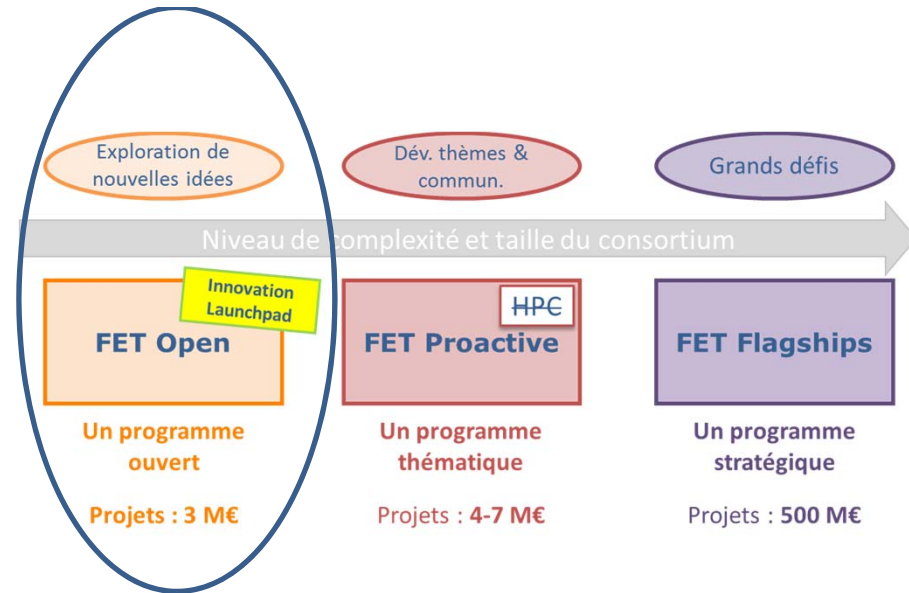 Exploration de
nouvelles idées
Dév. thèmes &
commun.
Grands défis
Niveau de complexité et taille du consortium
Innovation
Launchpad
FET Open
HPC
FET Proactive
FET Flagships
Un programme
ouvert
Projets : 3 M€
Un programme
thématique
Projets : 4-7 M€
Un programme
stratégique
Projets : 500 M€